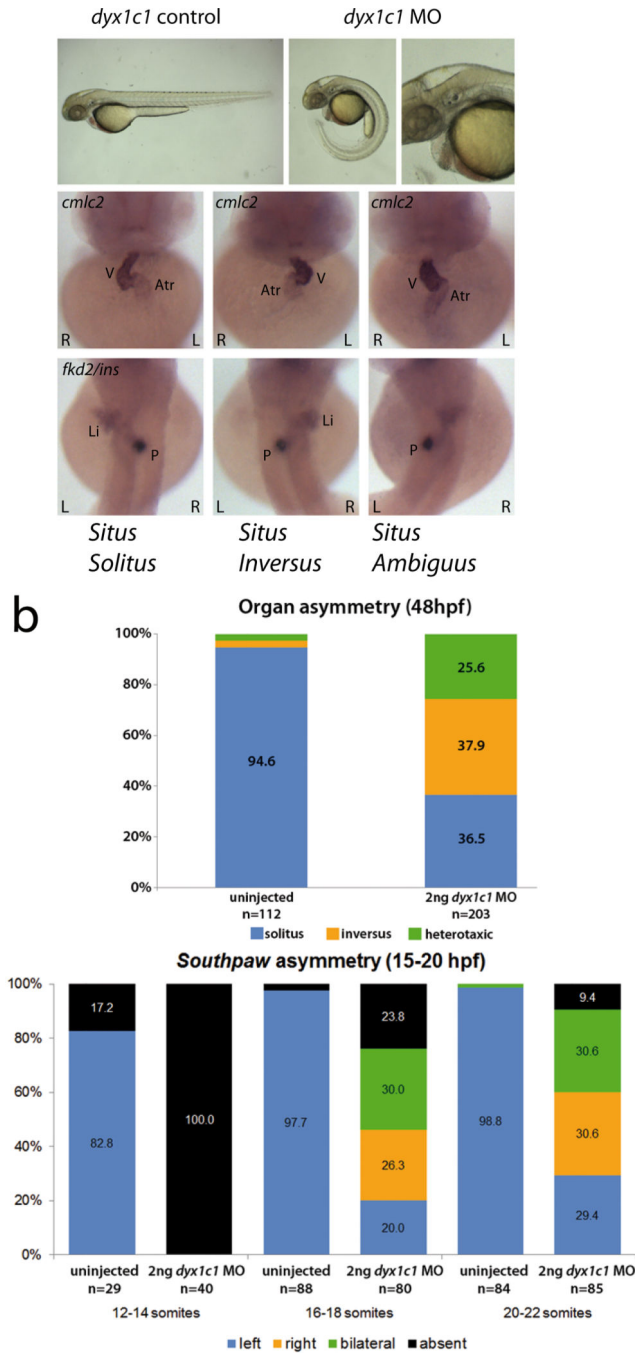 dyx1c1 control dyx1c1 MO
cmlc2 cmlc2 cmlc2
V Atr Atr V V Atr
R L R L R L
fkd2/ins
Li P P Li P
L R L R L R
Situs Situs Situs
Solitus Inversus Ambiguus
b
Organ asymmetry (48hpf)
100%
80%
60%
40%
20%
0%
94.6
25.6
37.9
36.5
uninjected 2ng dyx1c1 MO
n=112 n=203
solitus inversus heterotaxic
Southpaw asymmetry (15-20 hpf)
100%
80%
60%
40%
20%
0%
17.2
82.8
100.0
97.7
23.8
30.0
26.3
20.0
98.8
9.4
30.6
30.6
29.4
uninjected 2ng dyx1c1 MO uninjected 2ng dyx1c1 MO uninjected 2ng dyx1c1 MO
n=29 n=40 n=88 n=80 n=84 n=85
12-14 somites 16-18 somites 20-22 somites
left right bilateral absent